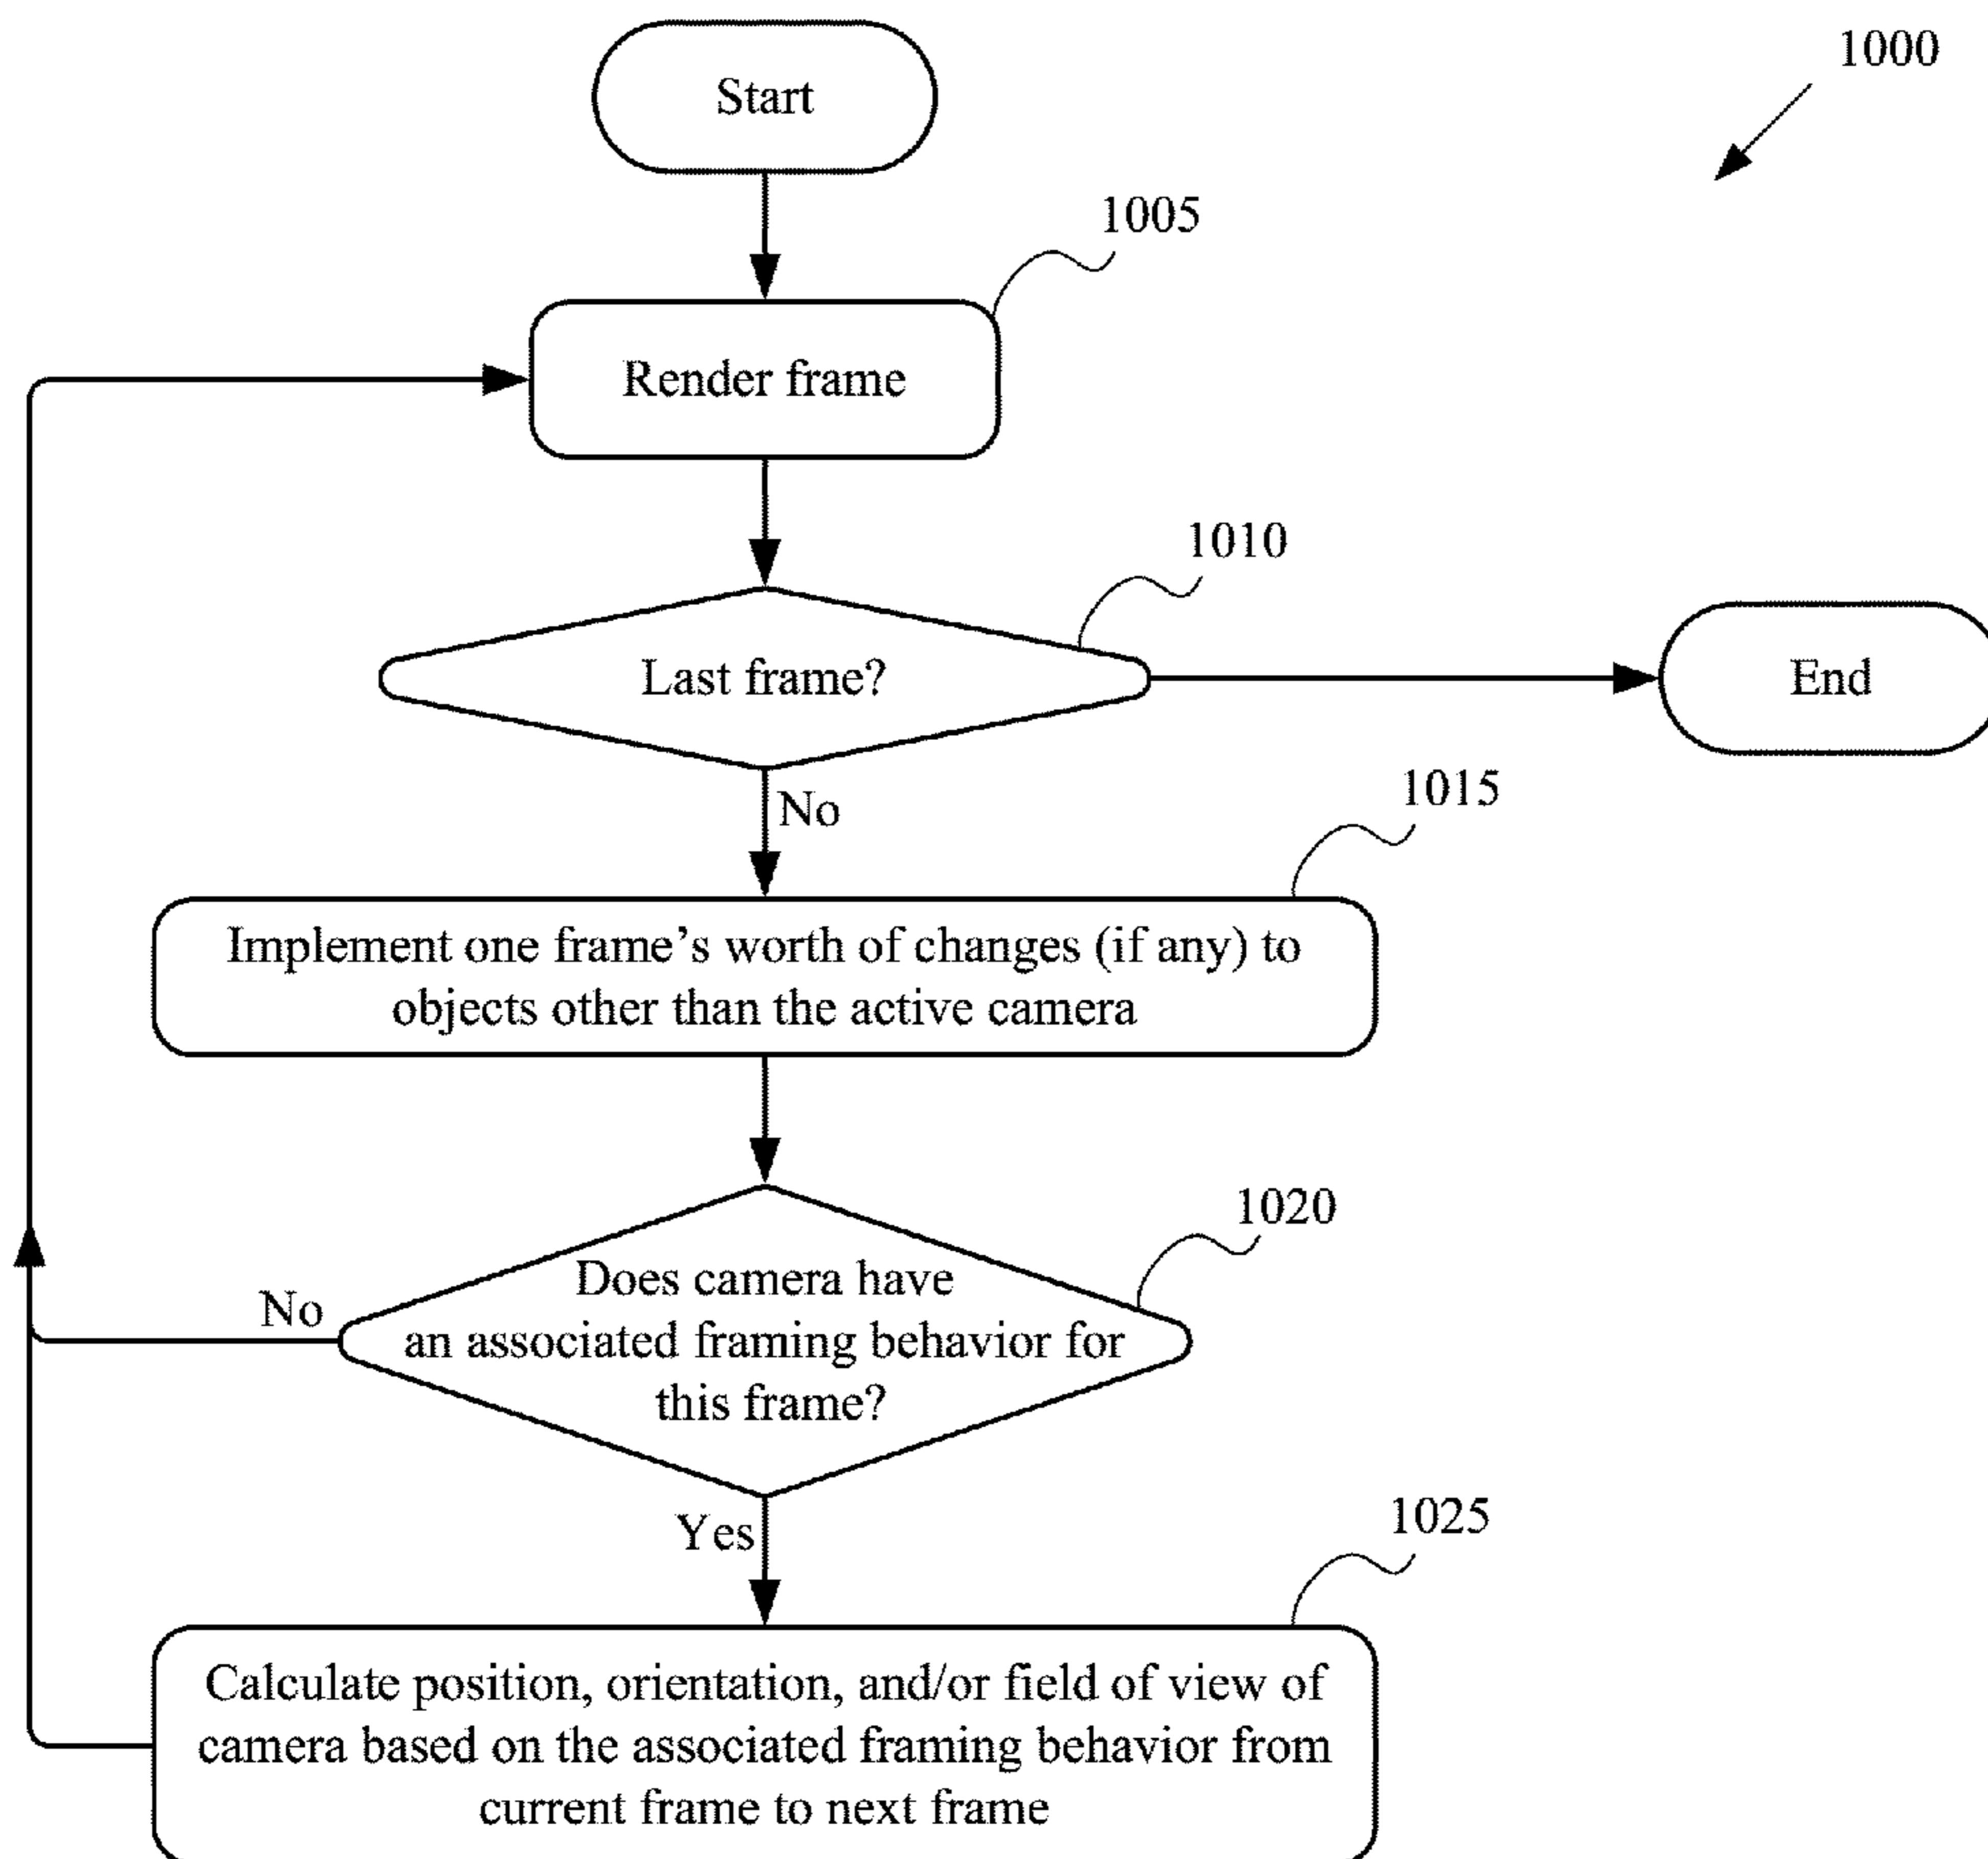 Start
1000
1005
Render frame
1010
Last frame?
End
No
1015
Implement one frame’s worth of changes (if any) to
objects other than the active camera
1020
Does camera have
an associated framing behavior for
this frame?
No
Yes
1025
Calculate position, orientation, and/or field of view of
camera based on the associated framing behavior from
current frame to next frame